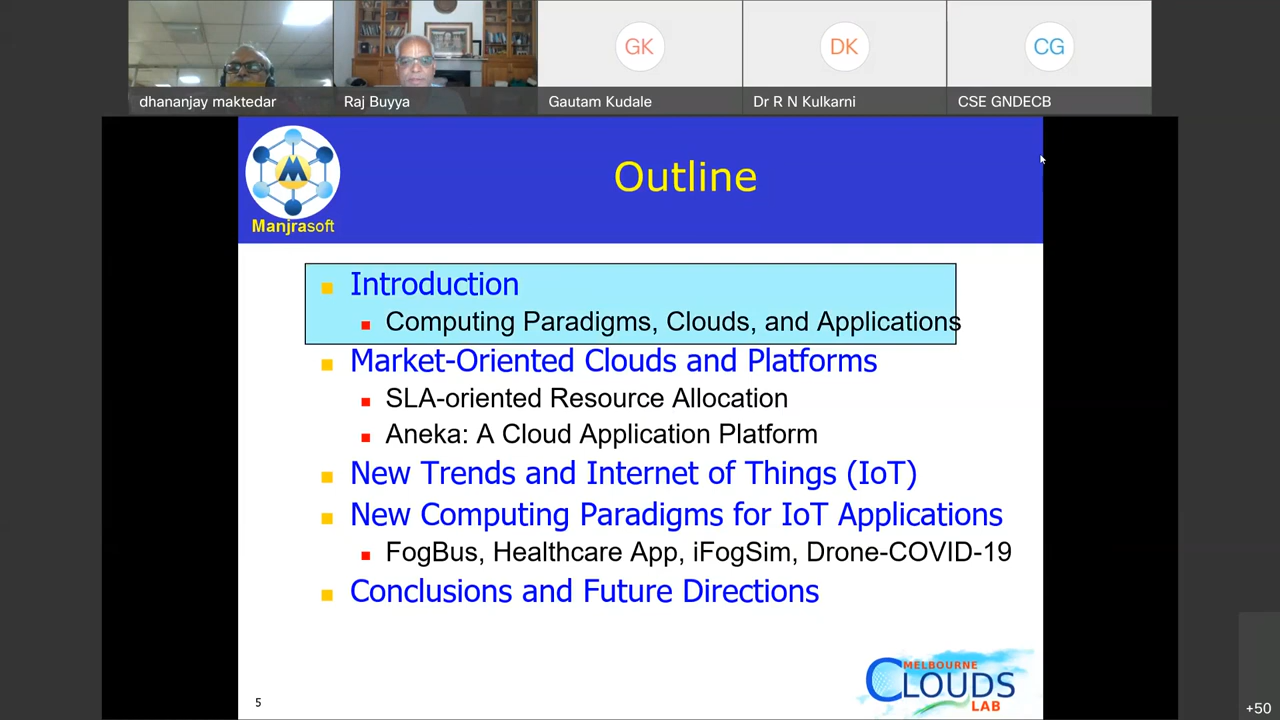 GK
DK
CG
dhananjay maktedar
Raj Buyya
Gautam Kudale
Dr R N Kulkarni
CSE GNDECB
M
Manjrasoft
Outline
Introduction
Computing Paradigms, Clouds, and Applications
Market-Oriented Clouds and Platforms
SLA-oriented Resource Allocation
Aneka: A Cloud Application Platform
New Trends and Internet of Things (IoT)
New Computing Paradigms for IoT Applications
FogBus, Healthcare App, iFogSim, Drone-COVID-19
Conclusions and Future Directions
MELBOURNE
CLOUDS
LAB
5
+50